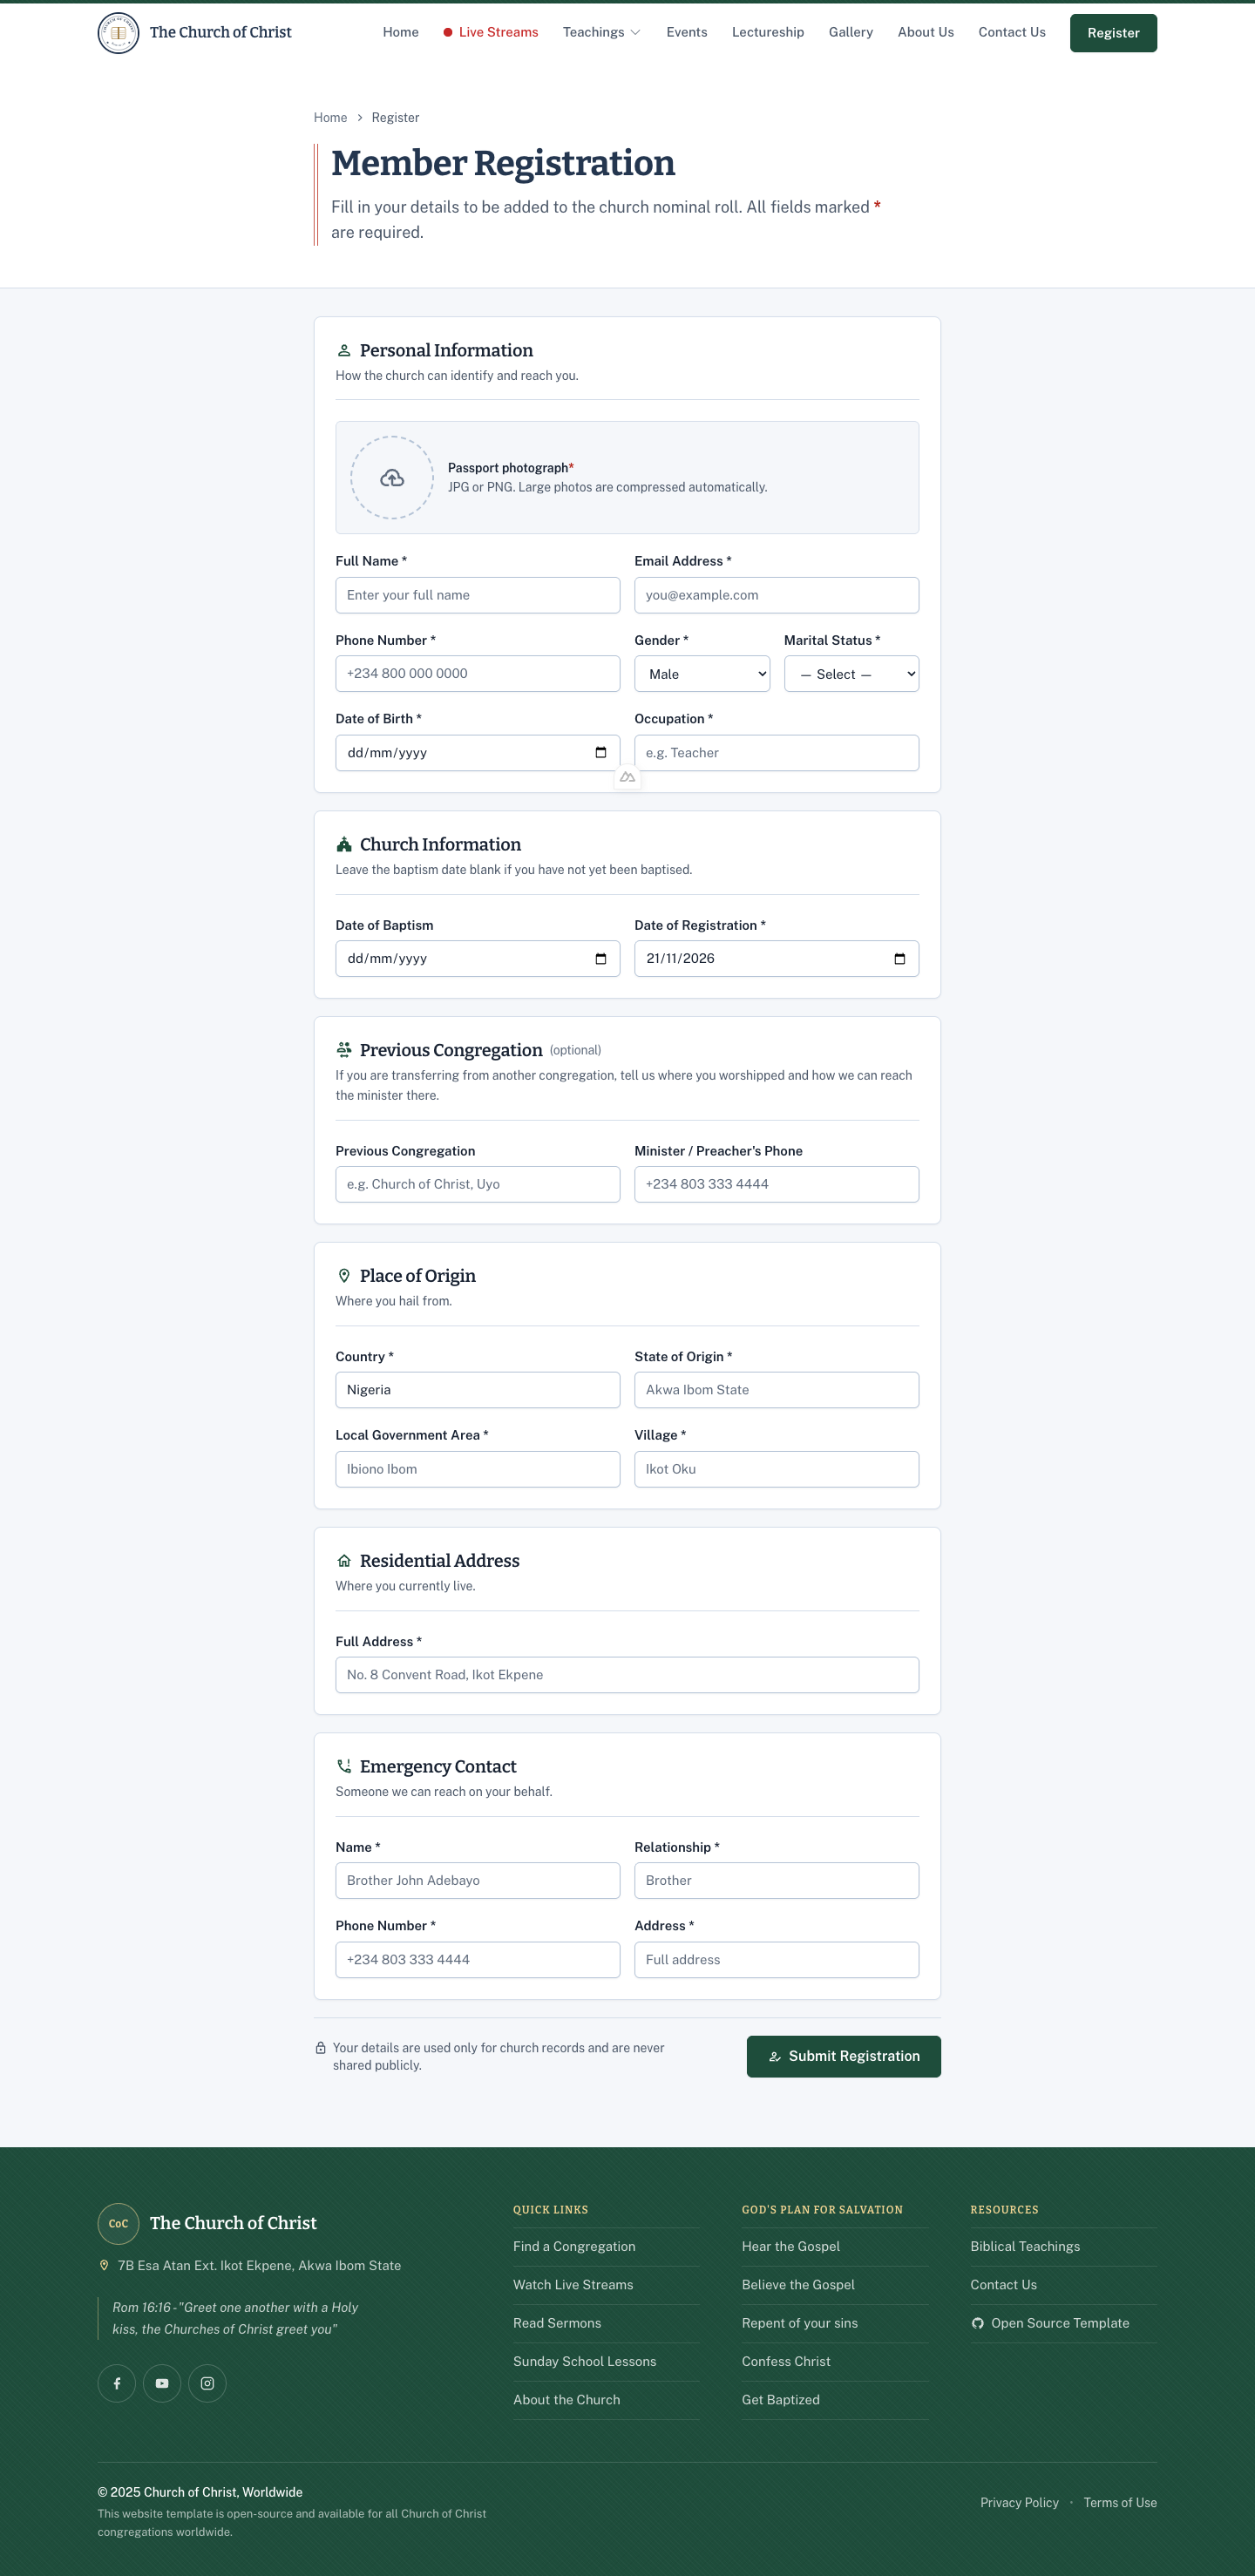 The Church of Christ
Home
Live Streams
Teachings
Events
Lectureship
Gallery
About Us
Contact Us
Register
Home > Register
Member Registration
Fill in your details to be added to the church nominal roll. All fields marked *
are required.
Personal Information
How the church can identify and reach you.
Passport photograph*
JPG or PNG. Large photos are compressed automatically.
Full Name *
Email Address *
Enter your full name
you@example.com
Phone Number *
Gender *
Marital Status *
+234 800 000 0000
Male
— Select —
Date of Birth *
Occupation *
dd/mm/yyyy
e.g. Teacher
Church Information
Leave the baptism date blank if you have not yet been baptised.
Date of Baptism
Date of Registration *
dd/mm/yyyy
21/11/2026
Previous Congregation (optional)
If you are transferring from another congregation, tell us where you worshipped and how we can reach
the minister there.
Previous Congregation
Minister / Preacher's Phone
e.g. Church of Christ, Uyo
+234 803 333 4444
Place of Origin
Where you hail from.
Country *
State of Origin *
Nigeria
Akwa Ibom State
Local Government Area *
Village *
Ibiono Ibom
Ikot Oku
Residential Address
Where you currently live.
Full Address *
No. 8 Convent Road, Ikot Ekpene
Emergency Contact
Someone we can reach on your behalf.
Name *
Relationship *
Brother John Adebayo
Brother
Phone Number *
Address *
+234 803 333 4444
Full address
Your details are used only for church records and are never
shared publicly.
Submit Registration
CoC
The Church of Christ
7B Esa Atan Ext. Ikot Ekpene, Akwa Ibom State
Rom 16:16 - "Greet one another with a Holy
kiss, the Churches of Christ greet you"
QUICK LINKS
Find a Congregation
Watch Live Streams
Read Sermons
Sunday School Lessons
About the Church
GOD'S PLAN FOR SALVATION
Hear the Gospel
Believe the Gospel
Repent of your sins
Confess Christ
Get Baptized
RESOURCES
Biblical Teachings
Contact Us
Open Source Template
© 2025 Church of Christ, Worldwide
This website template is open-source and available for all Church of Christ
congregations worldwide.
Privacy Policy • Terms of Use